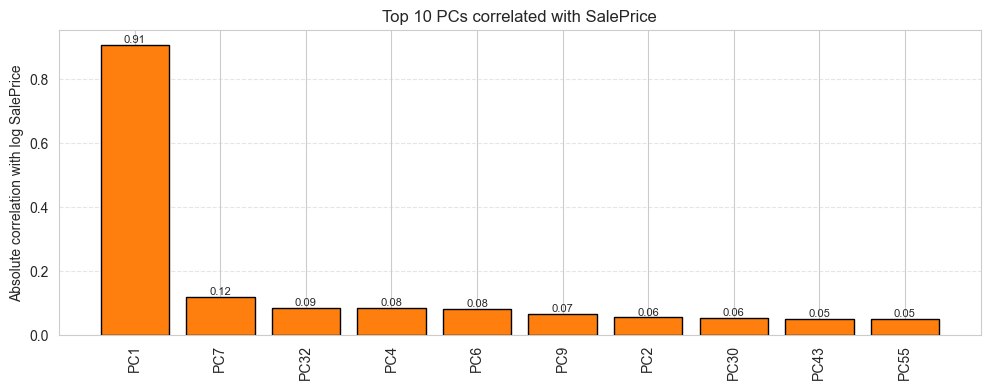 Top 10 PCs correlated with SalePrice
Absolute correlation with log SalePrice
0.8
0.6
0.4
0.2
0.0
0.91
0.12
0.09
0.08
0.08
0.07
0.06
0.06
0.05
0.05
PC1
PC7
PC32
PC4
PC6
PC9
PC2
PC30
PC43
PC55